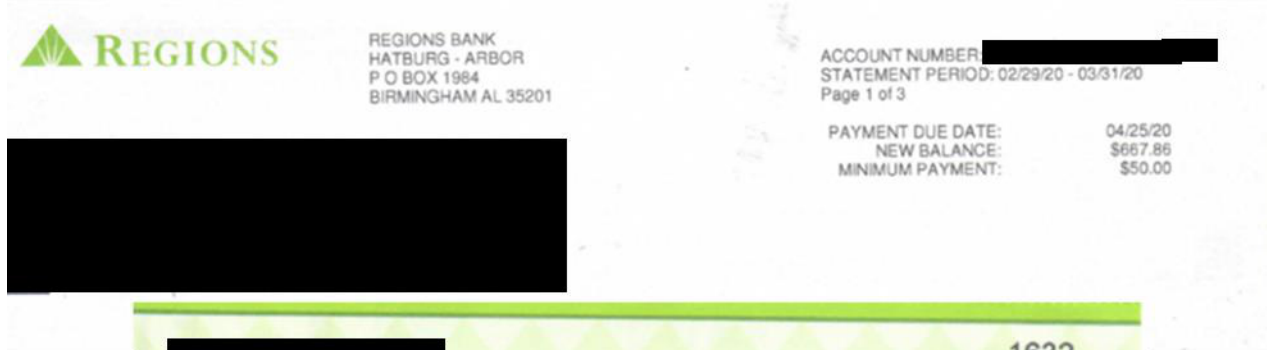 REGIONS
REGIONS BANK
HATBURG - ARBOR
P O BOX 1984
BIRMINGHAM AL 35201
ACCOUNT NUMBER:
STATEMENT PERIOD: 02/29/20 - 03/31/20
Page 1 of 3
PAYMENT DUE DATE: 04/25/20
NEW BALANCE: $667.86
MINIMUM PAYMENT: $50.00